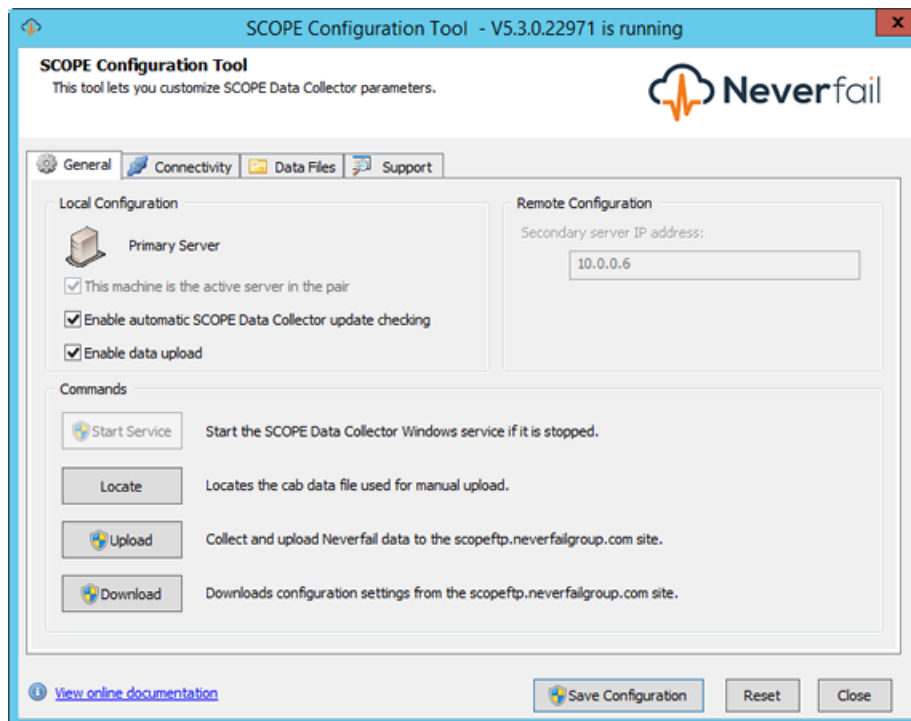 SCOPE Configuration Tool - V5.3.0.22971 is running
x
SCOPE Configuration Tool
This tool lets you customize SCOPE Data Collector parameters.
Neverfail
General
Connectivity
Data Files
Support
Local Configuration
Primary Server
This machine is the active server in the pair
Enable automatic SCOPE Data Collector update checking
Enable data upload
Remote Configuration
Secondary server IP address:
10.0.0.6
Commands
Start Service
Start the SCOPE Data Collector Windows service if it is stopped.
Locate
Locates the cab data file used for manual upload.
Upload
Collect and upload Neverfail data to the scopeftp.neverfailgroup.com site.
Download
Downloads configuration settings from the scopeftp.neverfailgroup.com site.
View online documentation
Save Configuration
Reset
Close